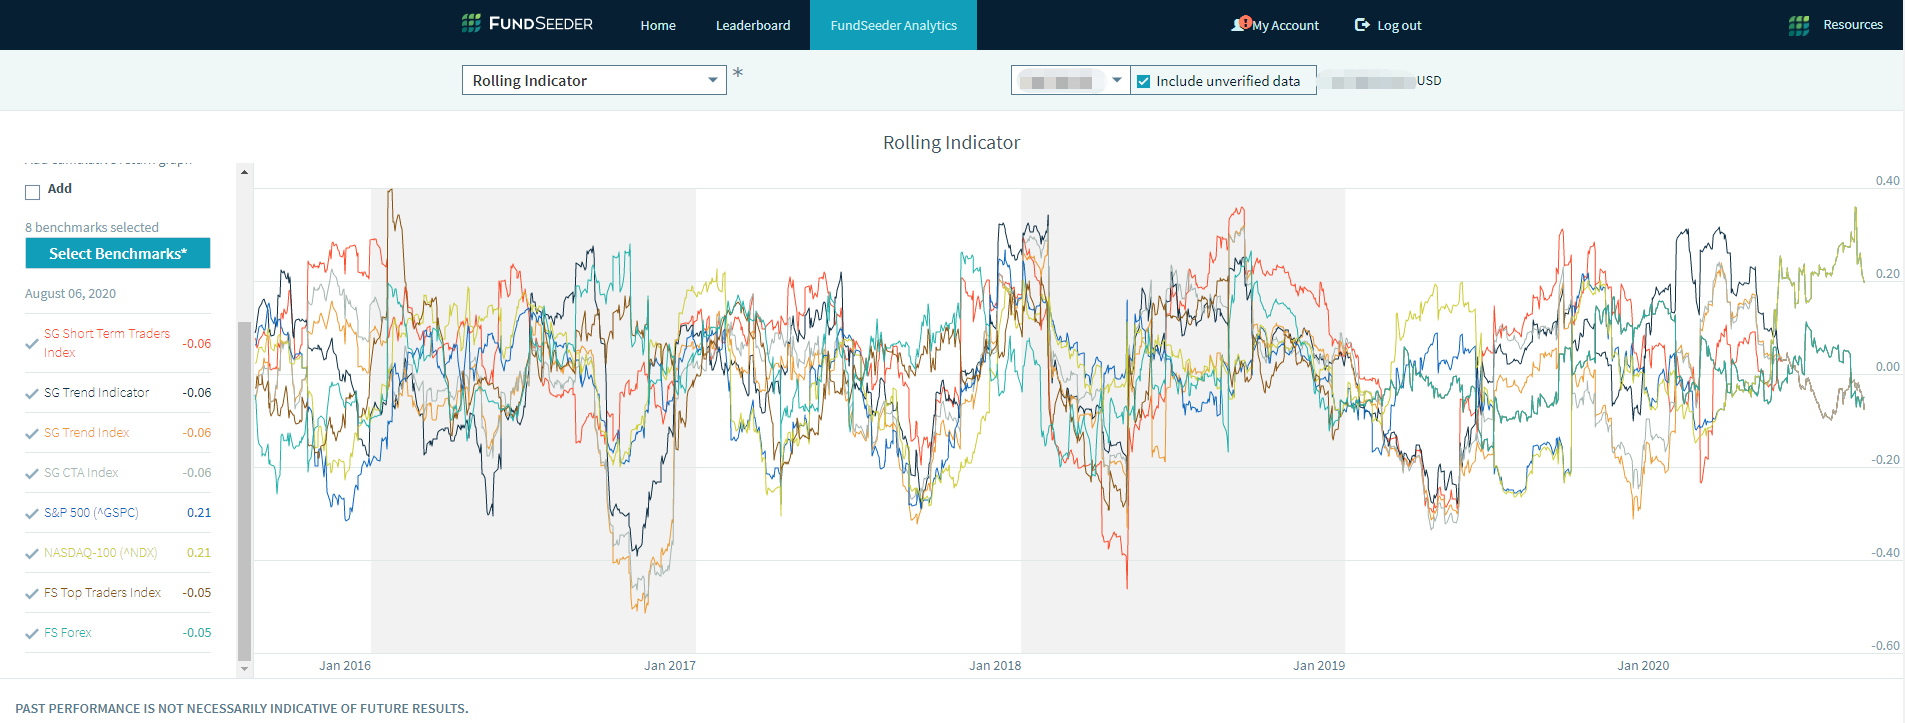 FUNDSEEDER
Home
Leaderboard
FundSeeder Analytics
My Account
Log out
Resources
Rolling Indicator
*
Include unverified data
USD
Rolling Indicator
Add
8 benchmarks selected
Select Benchmarks*
August 06, 2020
SG Short Term Traders
Index
-0.06
SG Trend Indicator
-0.06
SG Trend Index
-0.06
SG CTA Index
-0.06
S&P 500 (^GSPC)
0.21
NASDAQ-100 (^NDX)
0.21
FS Top Traders Index
-0.05
FS Forex
-0.05
0.40
0.20
0.00
-0.20
-0.40
-0.60
Jan 2016
Jan 2017
Jan 2018
Jan 2019
Jan 2020
PAST PERFORMANCE IS NOT NECESSARILY INDICATIVE OF FUTURE RESULTS.